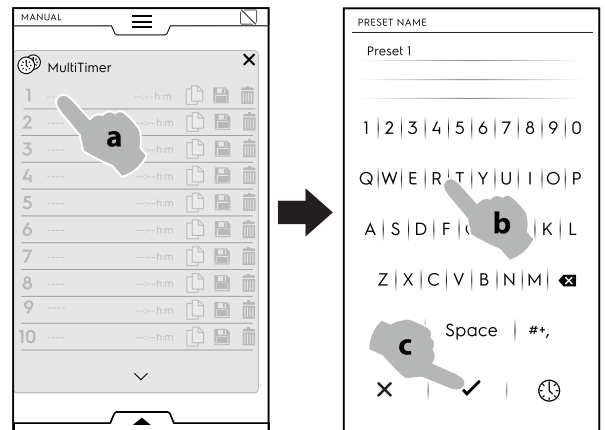 MANUAL
MultiTimer
1 ---- --:--h:m
2 --:--h:m
3 --:--h:m
4 ---- --:--h:m
5 ---- --:--h:m
6 ---- --:--h:m
7 ---- --:--h:m
8 ---- --:--h:m
9 ---- --:--h:m
10 ---- --:--h:m
a
PRESET NAME
Preset 1
1 | 2 | 3 | 4 | 5 | 6 | 7 | 8 | 9 | 0
Q | W | E | R | T | Y | U | I | O | P
A | S | D | F | K | L
b
Z | X | C | V | B | N | M |
Space | #+,
c